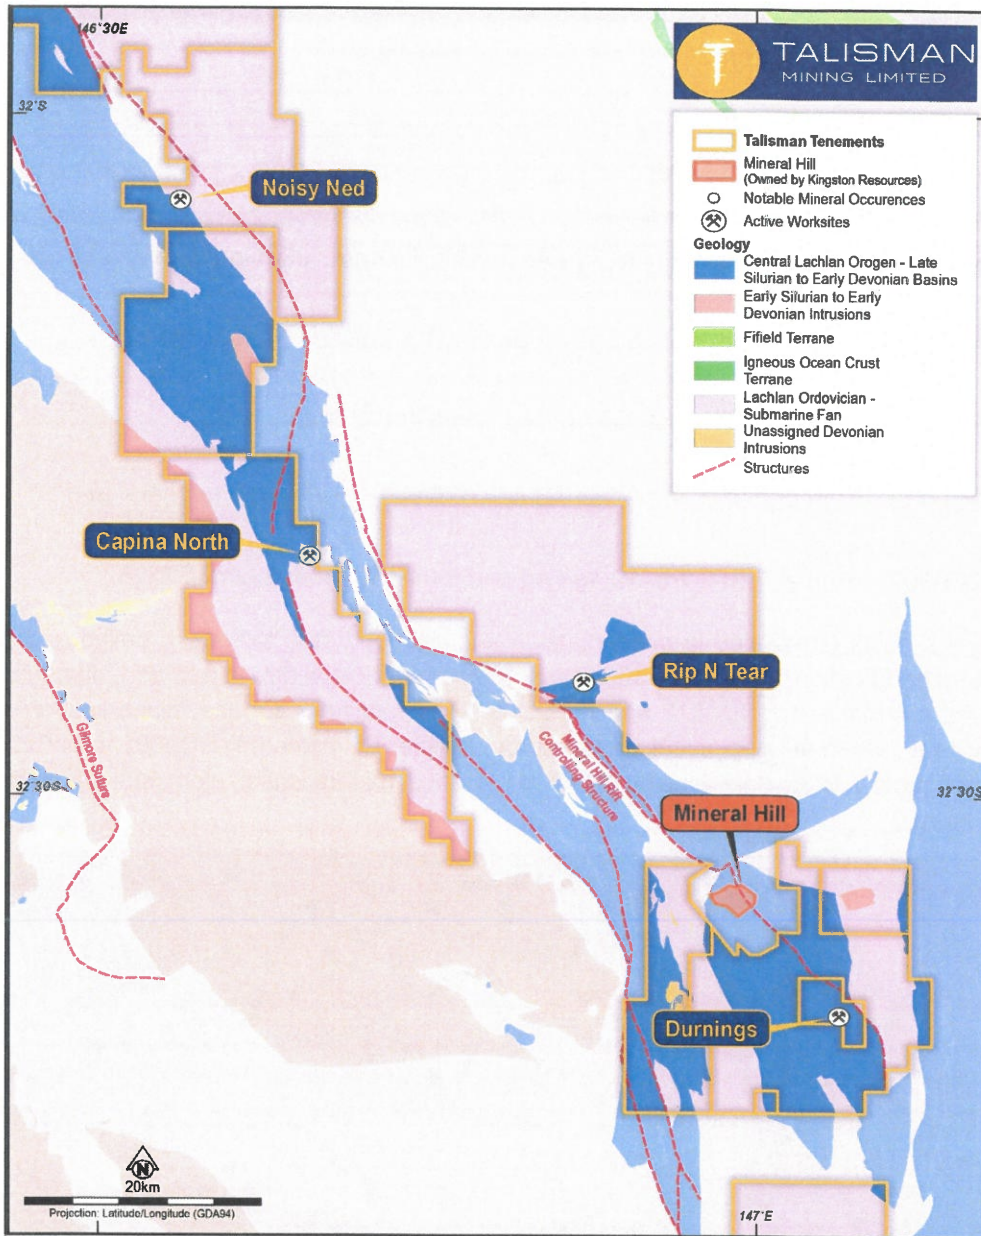 146°30E
TALISMAN
MINING LIMITED
32°S
Talisman Tenements
Mineral Hill
(Owned by Kingston Resources)
Notable Mineral Occurences
Active Worksites
Geology
Central Lachlan Orogen - Late
Silurian to Early Devonian Basins
Early Silurian to Early
Devonian Intrusions
Fifield Terrane
Igneous Ocean Crust
Terrane
Lachlan Ordovician -
Submarine Fan
Unassigned Devonian
Intrusions
Structures
Noisy Ned
Capina North
Rip N Tear
Gilmore Suture
Mineral Hill Rift
Controlling Structure
32°30S
32°30S
Mineral Hill
Durnings
N
20km
Projection: Latitude/Longitude (GDA94)
147°E